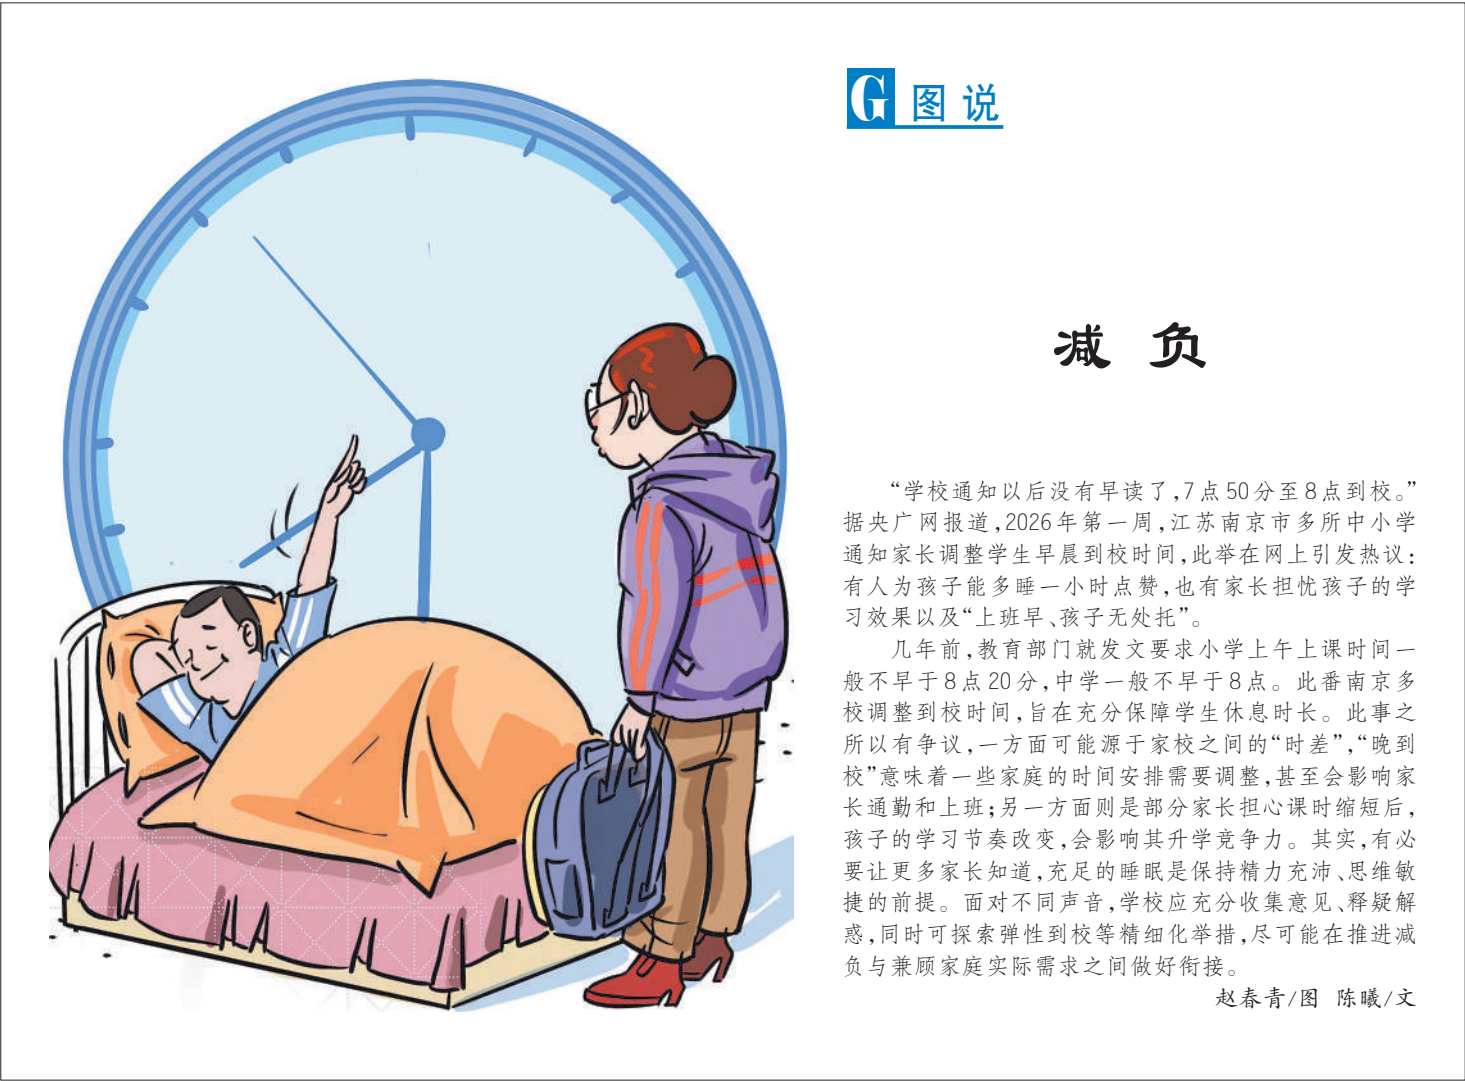 G 图说
减 负
“学校通知以后没有早读了,7点50分至8点到校。”
据央广网报道,2026年第一周,江苏南京市多所中小学
通知家长调整学生早晨到校时间,此举在网上引发热议:
有人为孩子能多睡一小时点赞,也有家长担忧孩子的学
习效果以及“上班早、孩子无处托”。
几年前,教育部门就发文要求小学上午上课时间一
般不早于8点20分,中学一般不早于8点。此番南京多
校调整到校时间,旨在充分保障学生休息时长。此事之
所以有争议,一方面可能源于家校之间的“时差”,“晚到
校”意味着一些家庭的时间安排需要调整,甚至会影响家
长通勤和上班;另一方面则是部分家长担心课时缩短后,
孩子的学习节奏改变,会影响其升学竞争力。其实,有必
要让更多家长知道,充足的睡眠是保持精力充沛、思维敏
捷的前提。面对不同声音,学校应充分收集意见、释疑解
惑,同时可探索弹性到校等精细化举措,尽可能在推进减
负与兼顾家庭实际需求之间做好衔接。
赵春青/图 陈曦/文